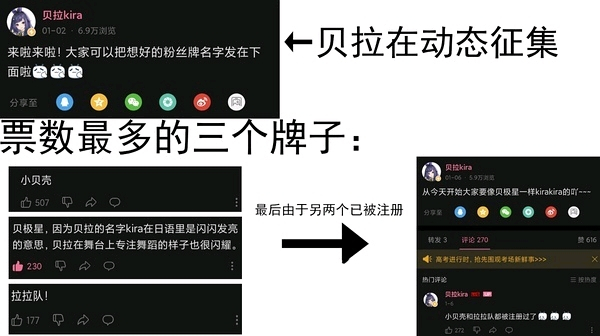 贝拉kira
01-02 · 6.9万浏览
来啦来啦！大家可以把想好的粉丝牌名字发在下
面啦
分享至
←贝拉在动态征集
票数最多的三个牌子：
小贝壳
507
贝极星，因为贝拉的名字kira在日语里是闪闪发亮
的意思，贝拉在舞台上专注舞蹈的样子也很闪耀。
230
拉拉队！
177
最后由于另两个已被注册
贝拉kira
01-06 · 5.9万浏览
从今天开始大家要像贝极星一样kirakira的吖~~~
分享至
转发 3 评论 270 赞 616
高考进行时，抢先围观考场新鲜事>>>
热门评论 按热度
贝拉kira UP
1-6
小贝壳和拉拉队都被注册过了
272